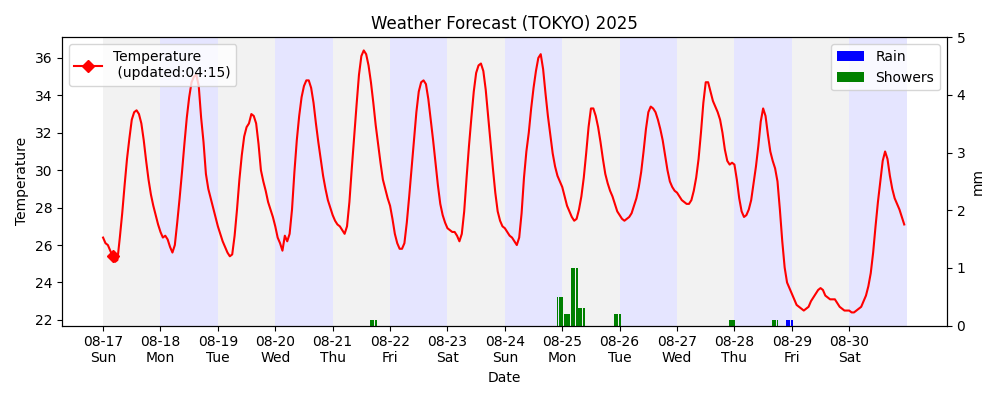 Weather Forecast (TOKYO) 2025
Temperature
(updated:04:15)
Rain
Showers
Temperature
36
34
32
30
28
26
24
22
5
4
3
2
1
0
mm
08-17 08-18 08-19 08-20 08-21 08-22 08-23 08-24 08-25 08-26 08-27 08-28 08-29 08-30
Sun Mon Tue Wed Thu Fri Sat Sun Mon Tue Wed Thu Fri Sat
Date